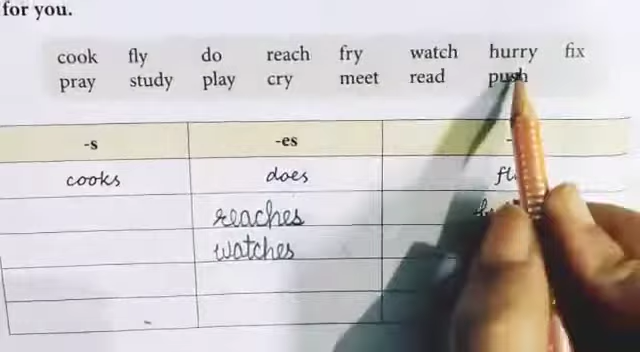 for you.
cook fly do reach fry watch hurry fix
pray study play cry meet read push
-s -es
cooks does
reaches
watches